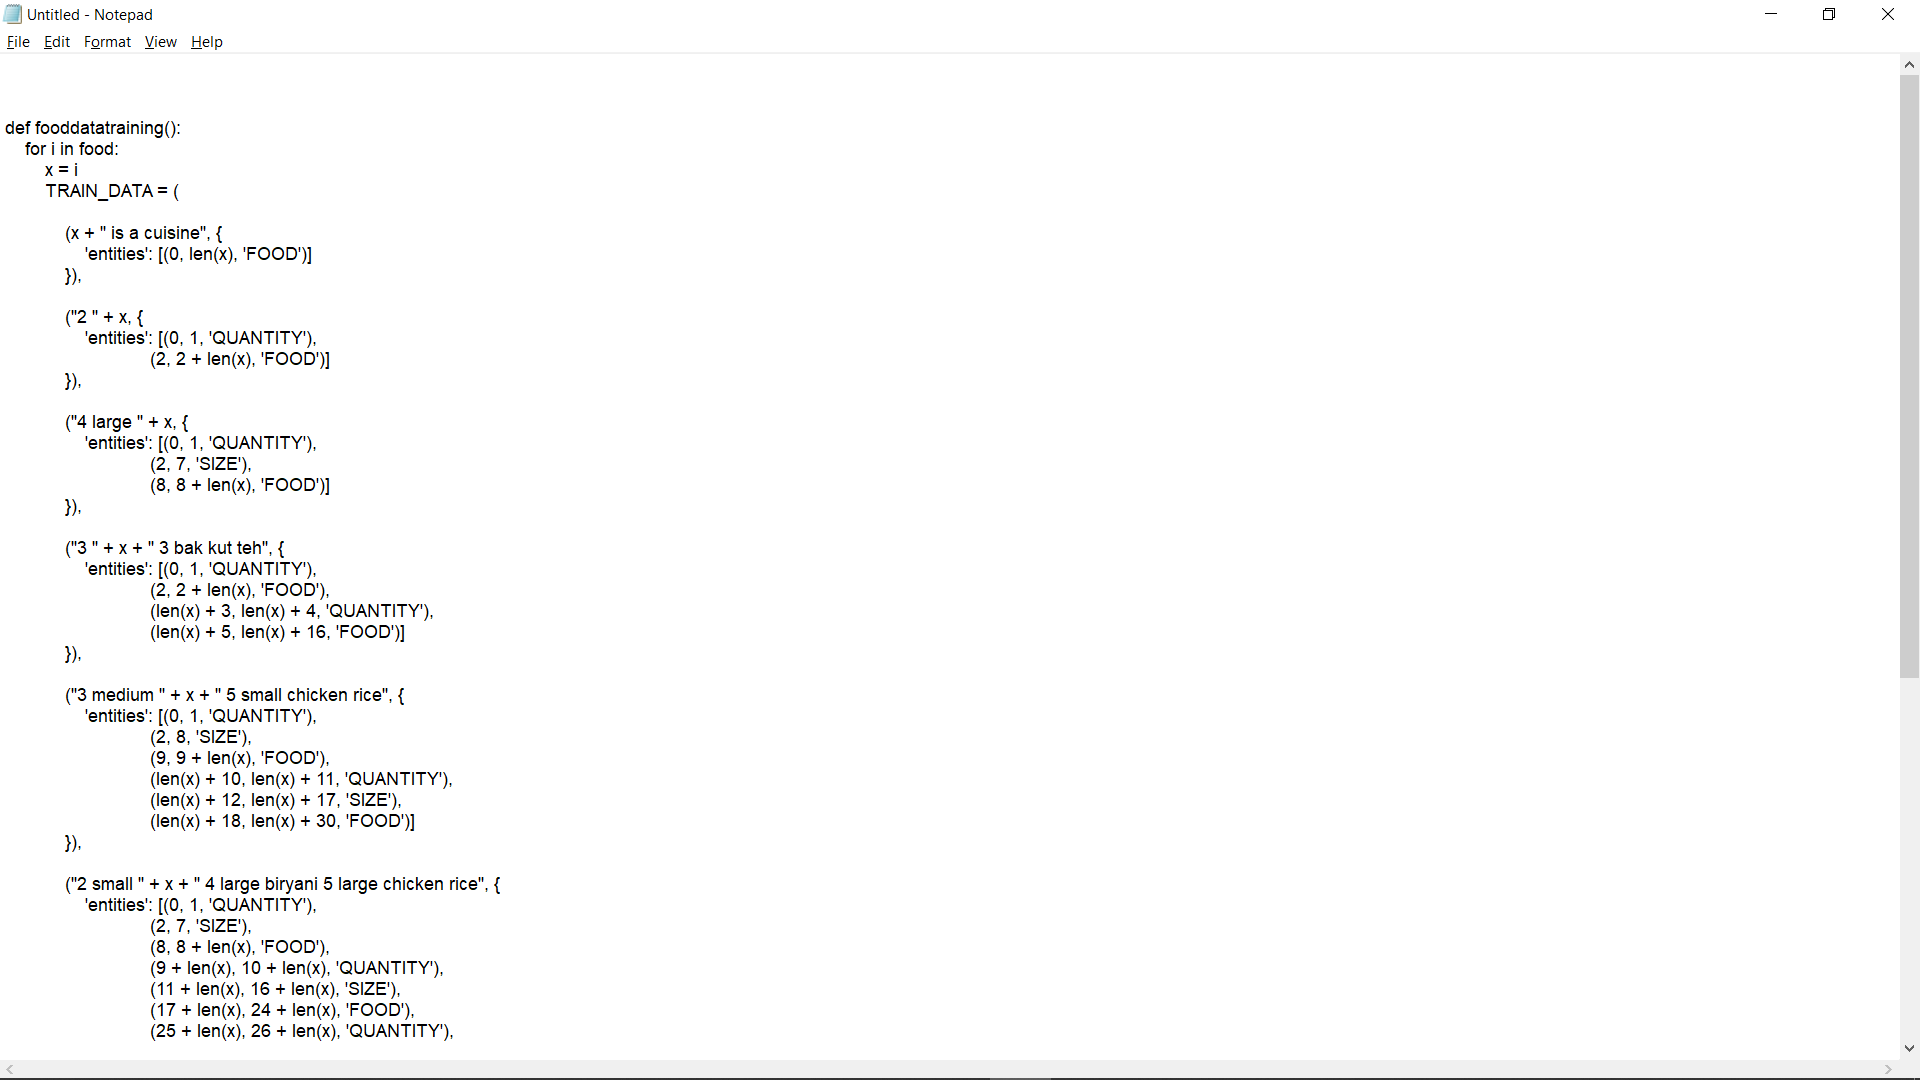 Untitled - Notepad
File Edit Format View Help
def fooddatatraining():
    for i in food:
        x = i
        TRAIN_DATA = (
            (x + " is a cuisine", {
                'entities': [(0, len(x), 'FOOD')]
            }),
            ("2 " + x, {
                'entities': [(0, 1, 'QUANTITY'),
                             (2, 2 + len(x), 'FOOD')]
            }),
            ("4 large " + x, {
                'entities': [(0, 1, 'QUANTITY'),
                             (2, 7, 'SIZE'),
                             (8, 8 + len(x), 'FOOD')]
            }),
            ("3 " + x + " 3 bak kut teh", {
                'entities': [(0, 1, 'QUANTITY'),
                             (2, 2 + len(x), 'FOOD'),
                             (len(x) + 3, len(x) + 4, 'QUANTITY'),
                             (len(x) + 5, len(x) + 16, 'FOOD')]
            }),
            ("3 medium " + x + " 5 small chicken rice", {
                'entities': [(0, 1, 'QUANTITY'),
                             (2, 8, 'SIZE'),
                             (9, 9 + len(x), 'FOOD'),
                             (len(x) + 10, len(x) + 11, 'QUANTITY'),
                             (len(x) + 12, len(x) + 17, 'SIZE'),
                             (len(x) + 18, len(x) + 30, 'FOOD')]
            }),
            ("2 small " + x + " 4 large biryani 5 large chicken rice", {
                'entities': [(0, 1, 'QUANTITY'),
                             (2, 7, 'SIZE'),
                             (8, 8 + len(x), 'FOOD'),
                             (9 + len(x), 10 + len(x), 'QUANTITY'),
                             (11 + len(x), 16 + len(x), 'SIZE'),
                             (17 + len(x), 24 + len(x), 'FOOD'),
                             (25 + len(x), 26 + len(x), 'QUANTITY'),